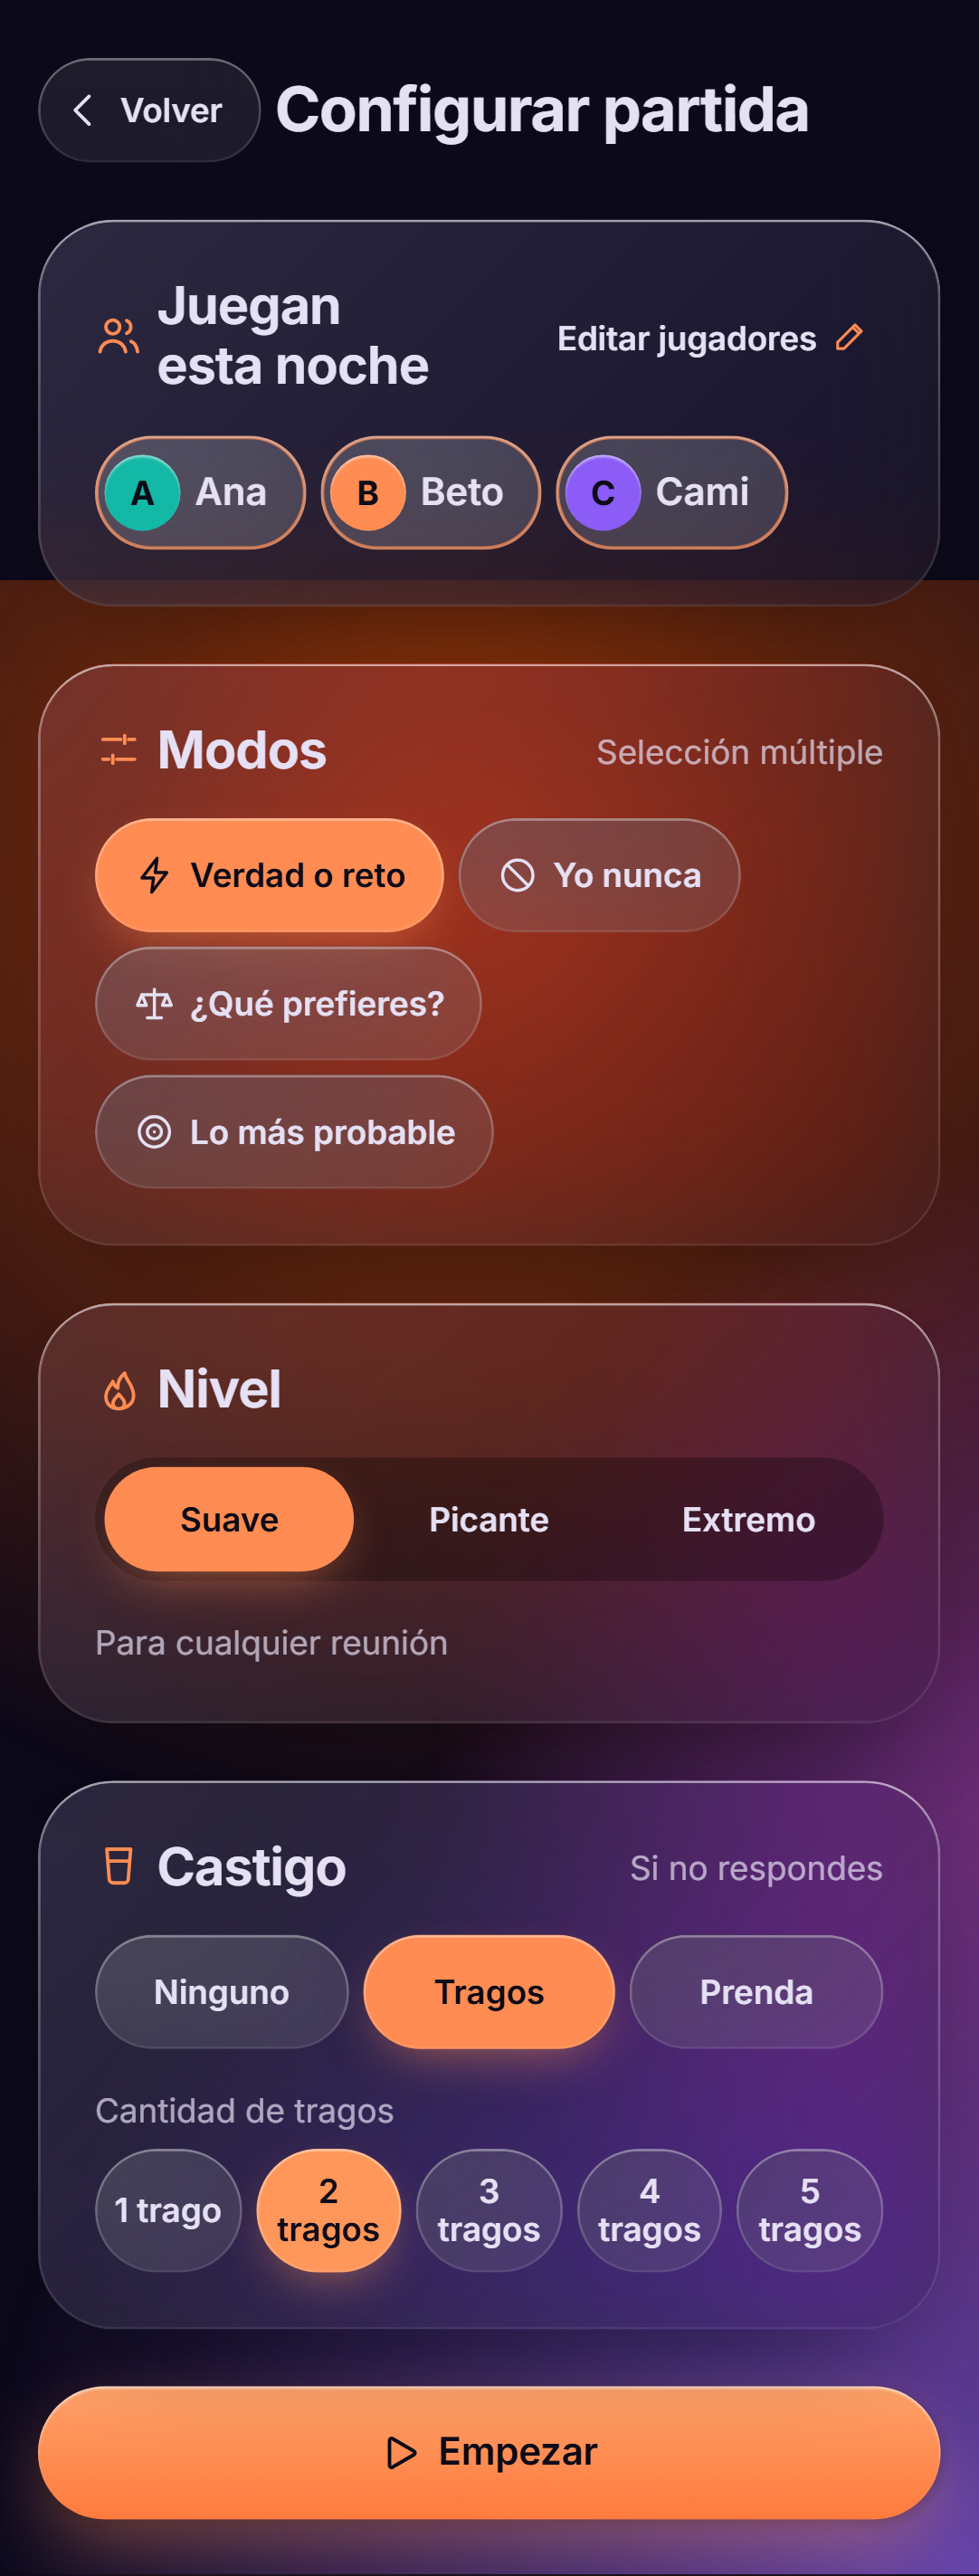 Volver
Configurar partida
Juegan
esta noche
Editar jugadores
A Ana
B Beto
C Cami
Modos
Selección múltiple
Verdad o reto
Yo nunca
¿Qué prefieres?
Lo más probable
Nivel
Suave
Picante
Extremo
Para cualquier reunión
Castigo
Si no respondes
Ninguno
Tragos
Prenda
Cantidad de tragos
1 trago
2
tragos
3
tragos
4
tragos
5
tragos
Empezar